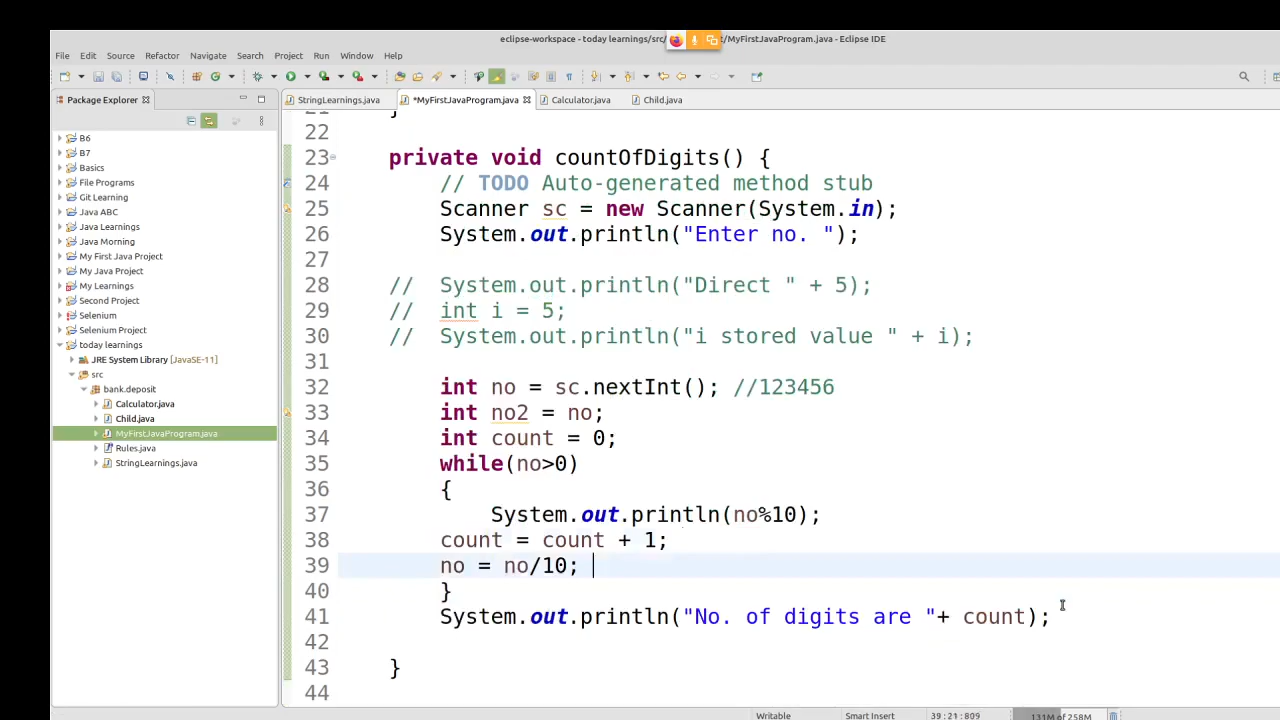 eclipse-workspace - today learnings/src/ t/MyFirstJavaProgram.java - Eclipse IDE
File Edit Source Refactor Navigate Search Project Run Window Help
Package Explorer
StringLearnings.java *MyFirstJavaProgram.java Calculator.java Child.java
B6
B7
Basics
File Programs
Git Learning
Java ABC
Java Learnings
Java Morning
My First Java Project
My Java Project
My Learnings
Second Project
Selenium
Selenium Project
today learnings
JRE System Library [JavaSE-11]
src
bank.deposit
Calculator.java
Child.java
MyFirstJavaProgram.java
Rules.java
StringLearnings.java
21 }
22
23 private void countOfDigits() {
24 // TODO Auto-generated method stub
25 Scanner sc = new Scanner(System.in);
26 System.out.println("Enter no. ");
27
28 // System.out.println("Direct " + 5);
29 // int i = 5;
30 // System.out.println("i stored value " + i);
31
32 int no = sc.nextInt(); //123456
33 int no2 = no;
34 int count = 0;
35 while(no>0)
36 {
37 System.out.println(no%10);
38 count = count + 1;
39 no = no/10;
40 }
41 System.out.println("No. of digits are "+ count);
42
43 }
44
Writable Smart Insert 39:21:809 131M of 258M